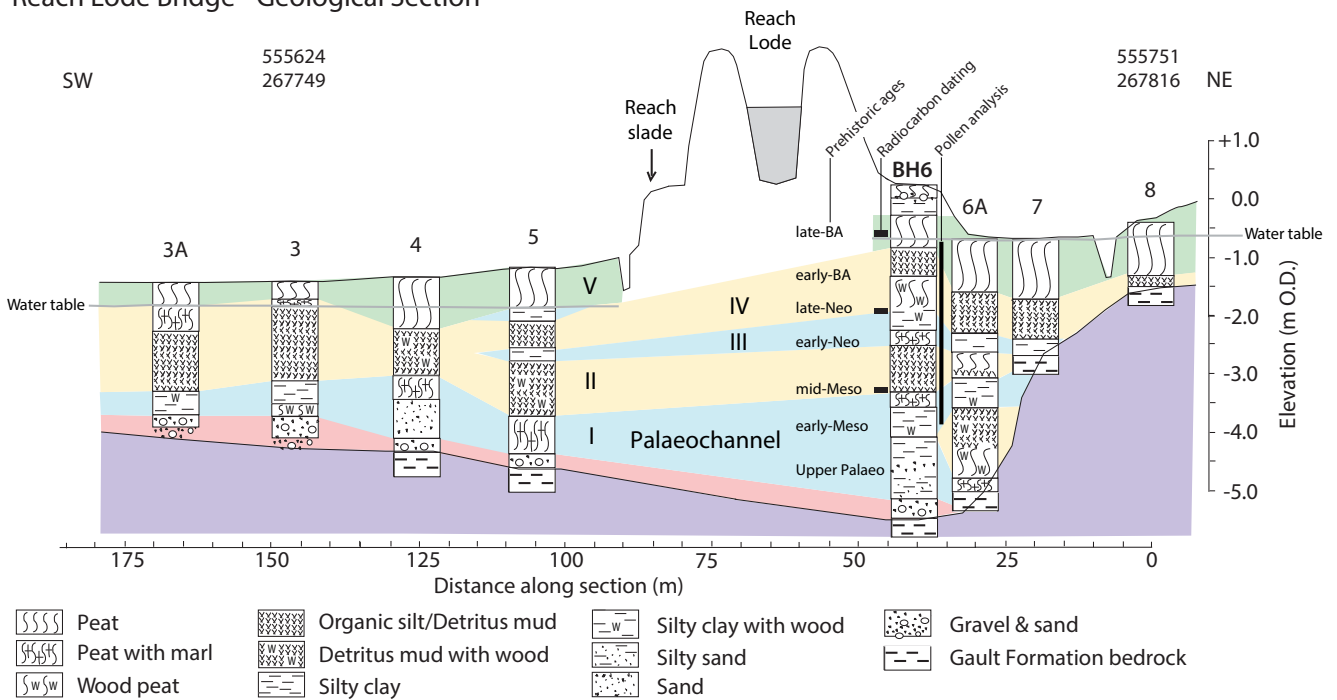 Reach Lode Bridge - Geological Section
SW
555624
267749
Reach
Lode
555751
267816
NE
Reach
slade
Prehistoric ages
Radiocarbon dating
Pollen analysis
3A
3
4
5
BH6
6A
7
8
Water table
Water table
V
IV
III
II
I
Palaeochannel
late-BA
early-BA
late-Neo
early-Neo
mid-Meso
early-Meso
Upper Palaeo
+1.0
0.0
-1.0
-2.0
-3.0
-4.0
-5.0
Elevation (m O.D.)
175 150 125 100 75 50 25 0
Distance along section (m)
Peat
Peat with marl
Wood peat
Organic silt/Detritus mud
Detritus mud with wood
Silty clay
Silty clay with wood
Silty sand
Sand
Gravel & sand
Gault Formation bedrock